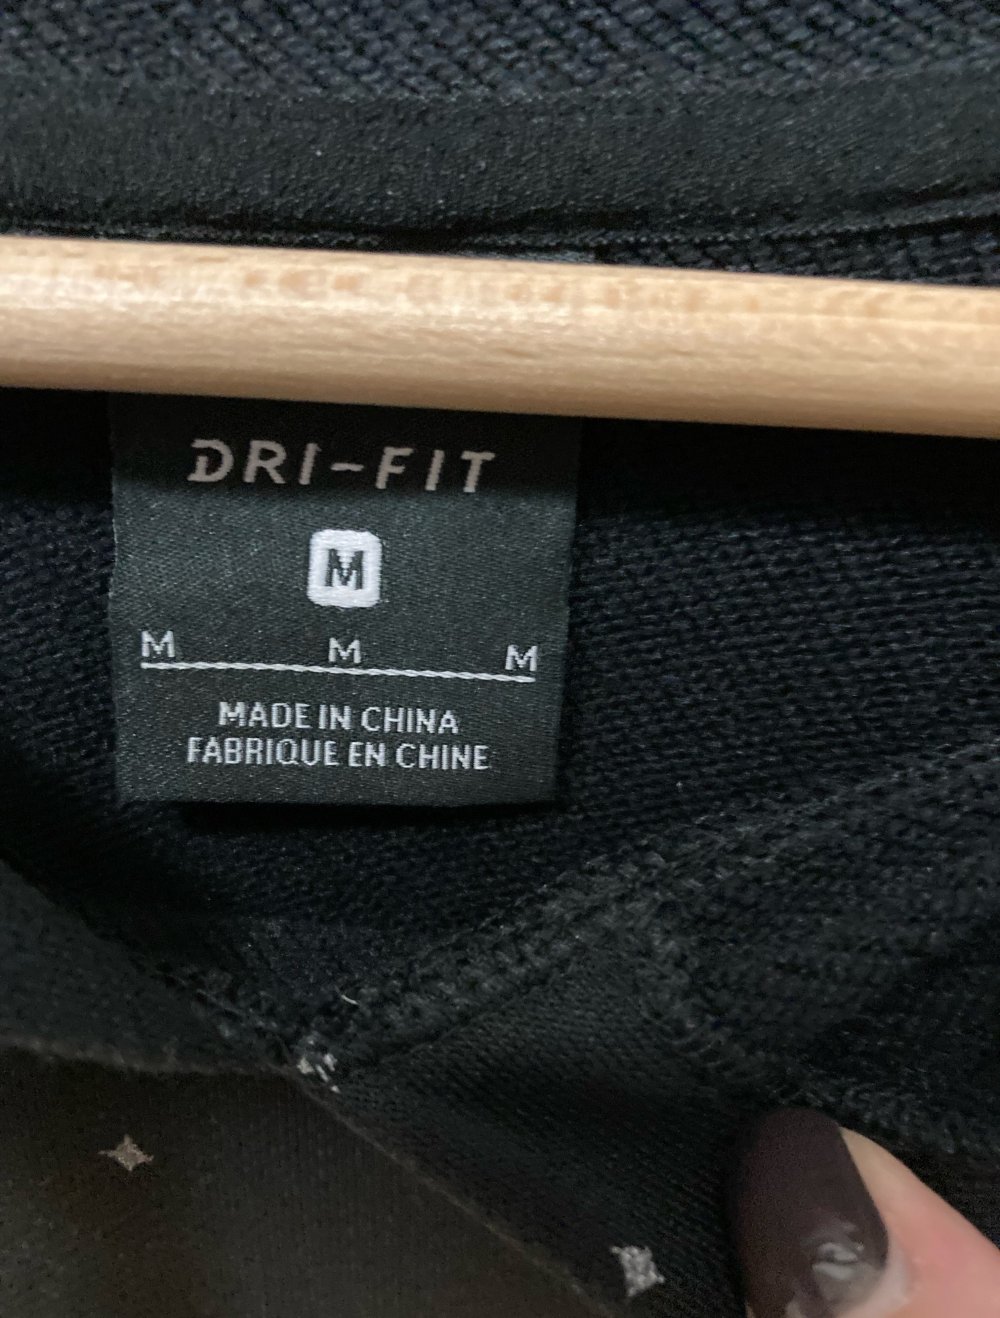 DRI-FIT
M
M M M
MADE IN CHINA
FABRIQUE EN CHINE